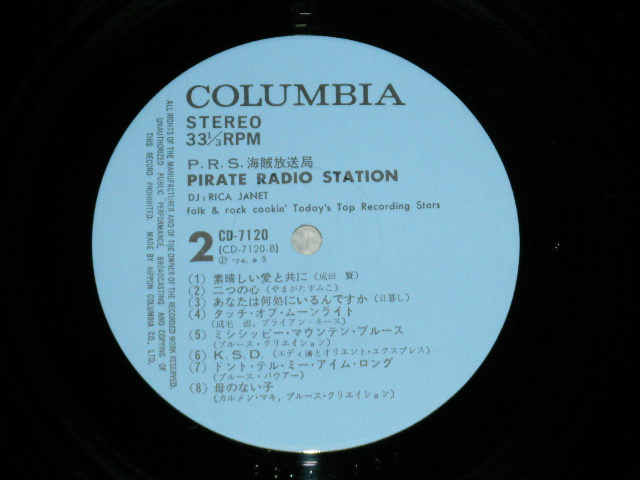 COLUMBIA
STEREO
33⅓RPM
P.R.S.海賊放送局
PIRATE RADIO STATION
DJ:RICA JANET
folk & rock cookin' Today's Top Recording Stars
2 CD-7120
(CD-7120-B)
Ⓟ '74. 5
(1) 素晴しい愛と共に (成田 賢)
(2) 二つの心 (やまがたすみこ)
(3) あなたは何処にいるんですか (日暮し)
(4) タッチ・オブ・ムーンライト
(成毛 滋, ブライアン・キース)
(5) ミシシッピー・マウンテン・ブルース
(ブルース・クリエイション)
(6) K.S.D. (エディ藩とオリエント・エクスプレス)
(7) ドント・テル・ミー・アイム・ロング
(ブルース・パウアー)
(8) 母のない子
(カルメン・マキ, ブルース・クリエイション)
ALL RIGHTS OF THE MANUFACTURER AND OF THE OWNER OF THE RECORDED WORK RESERVED.
UNAUTHORIZED PUBLIC PERFORMANCE, BROADCASTING AND COPYING OF
THIS RECORD PROHIBITED. MADE BY NIPPON COLUMBIA CO., LTD.